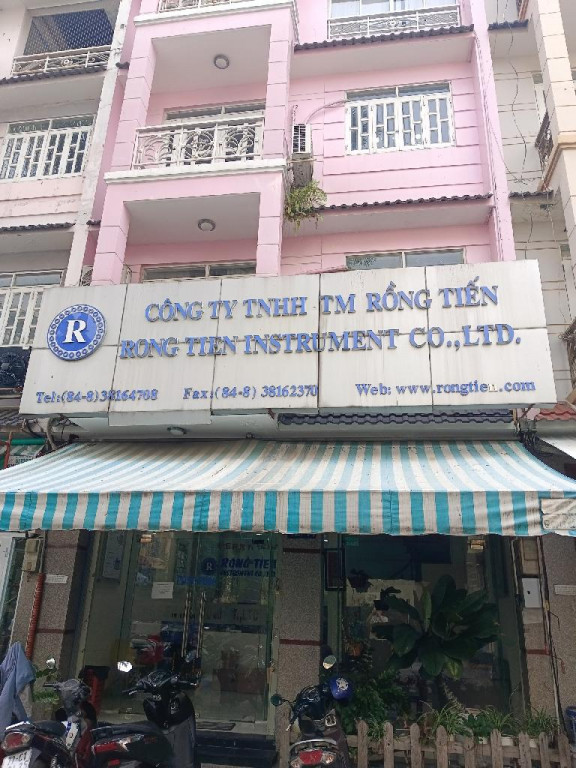 R
CÔNG TY TNHH TM RỒNG TIẾN
RONG TIEN INSTRUMENT CO.,LTD.
Tel:(84-8) 38164768 Fax:(84-8) 38162370 Web: www.rongtien.com
R RONG TIEN